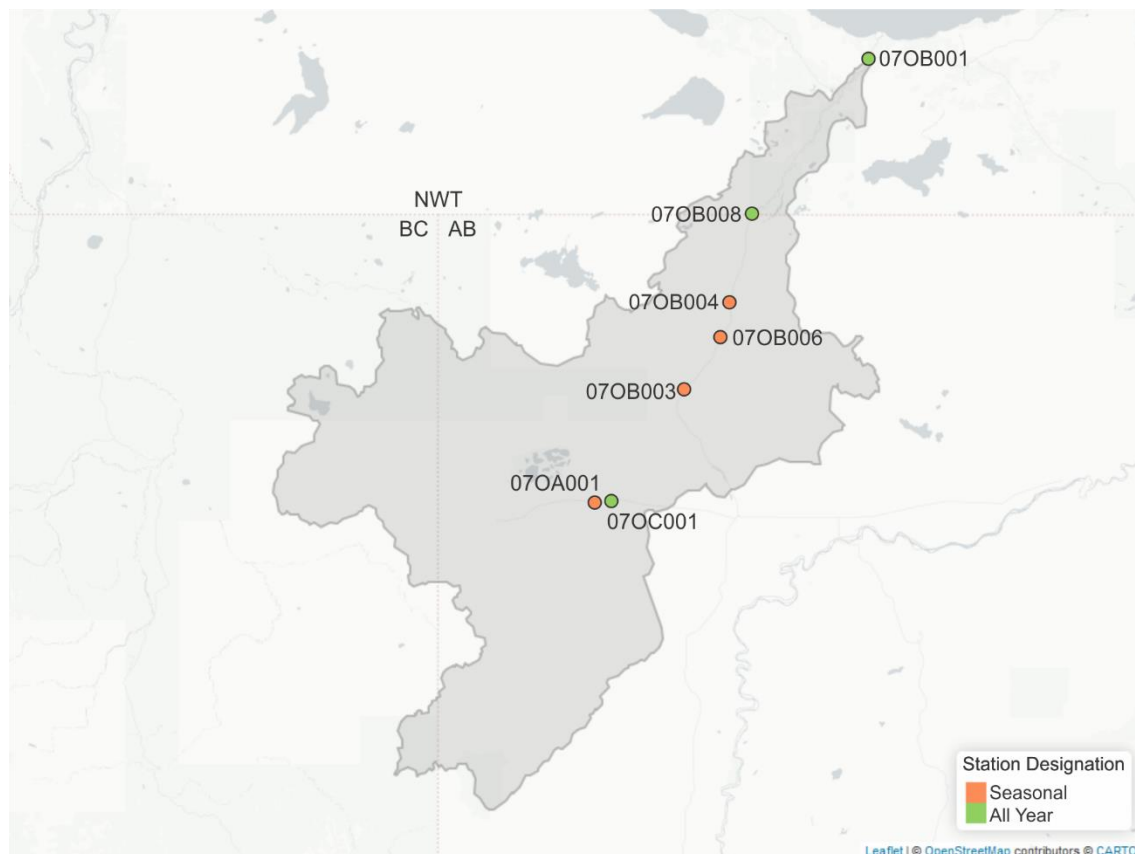 07OB001
NWT
BC AB
07OB008
07OB004
07OB006
07OB003
07OA001
07OC001
Station Designation
Seasonal
All Year
Leaflet | © OpenStreetMap contributors © CARTO